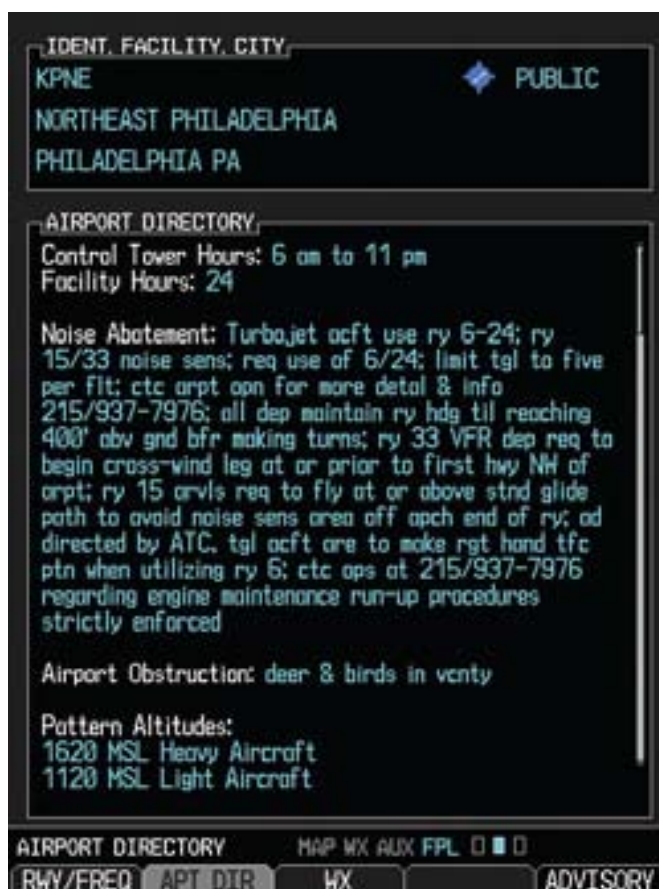 IDENT, FACILITY, CITY
KPNE PUBLIC
NORTHEAST PHILADELPHIA
PHILADELPHIA PA
AIRPORT DIRECTORY
Control Tower Hours: 6 am to 11 pm
Facility Hours: 24
Noise Abatement: Turbojet acft use ry 6-24; ry
15/33 noise sens; req use of 6/24; limit tgl to five
per flt; ctc arpt opn for more detal & info
215/937-7976; all dep maintain ry hdg til reaching
400' abv gnd bfr making turns; ry 33 VFR dep req to
begin cross-wind leg at or prior to first hwy NW of
arpt; ry 15 arvls req to fly at or above stnd glide
path to avoid noise sens area off apch end of ry; ad
directed by ATC, tgl acft are to make rgt hand tfc
ptn when utilizing ry 6; ctc ops at 215/937-7976
regarding engine maintenance run-up procedures
strictly enforced
Airport Obstruction: deer & birds in vcnty
Pattern Altitudes:
1620 MSL Heavy Aircraft
1120 MSL Light Aircraft
AIRPORT DIRECTORY MAP WX AUX FPL
RWY/FREQ APT DIR WX ADVISORY